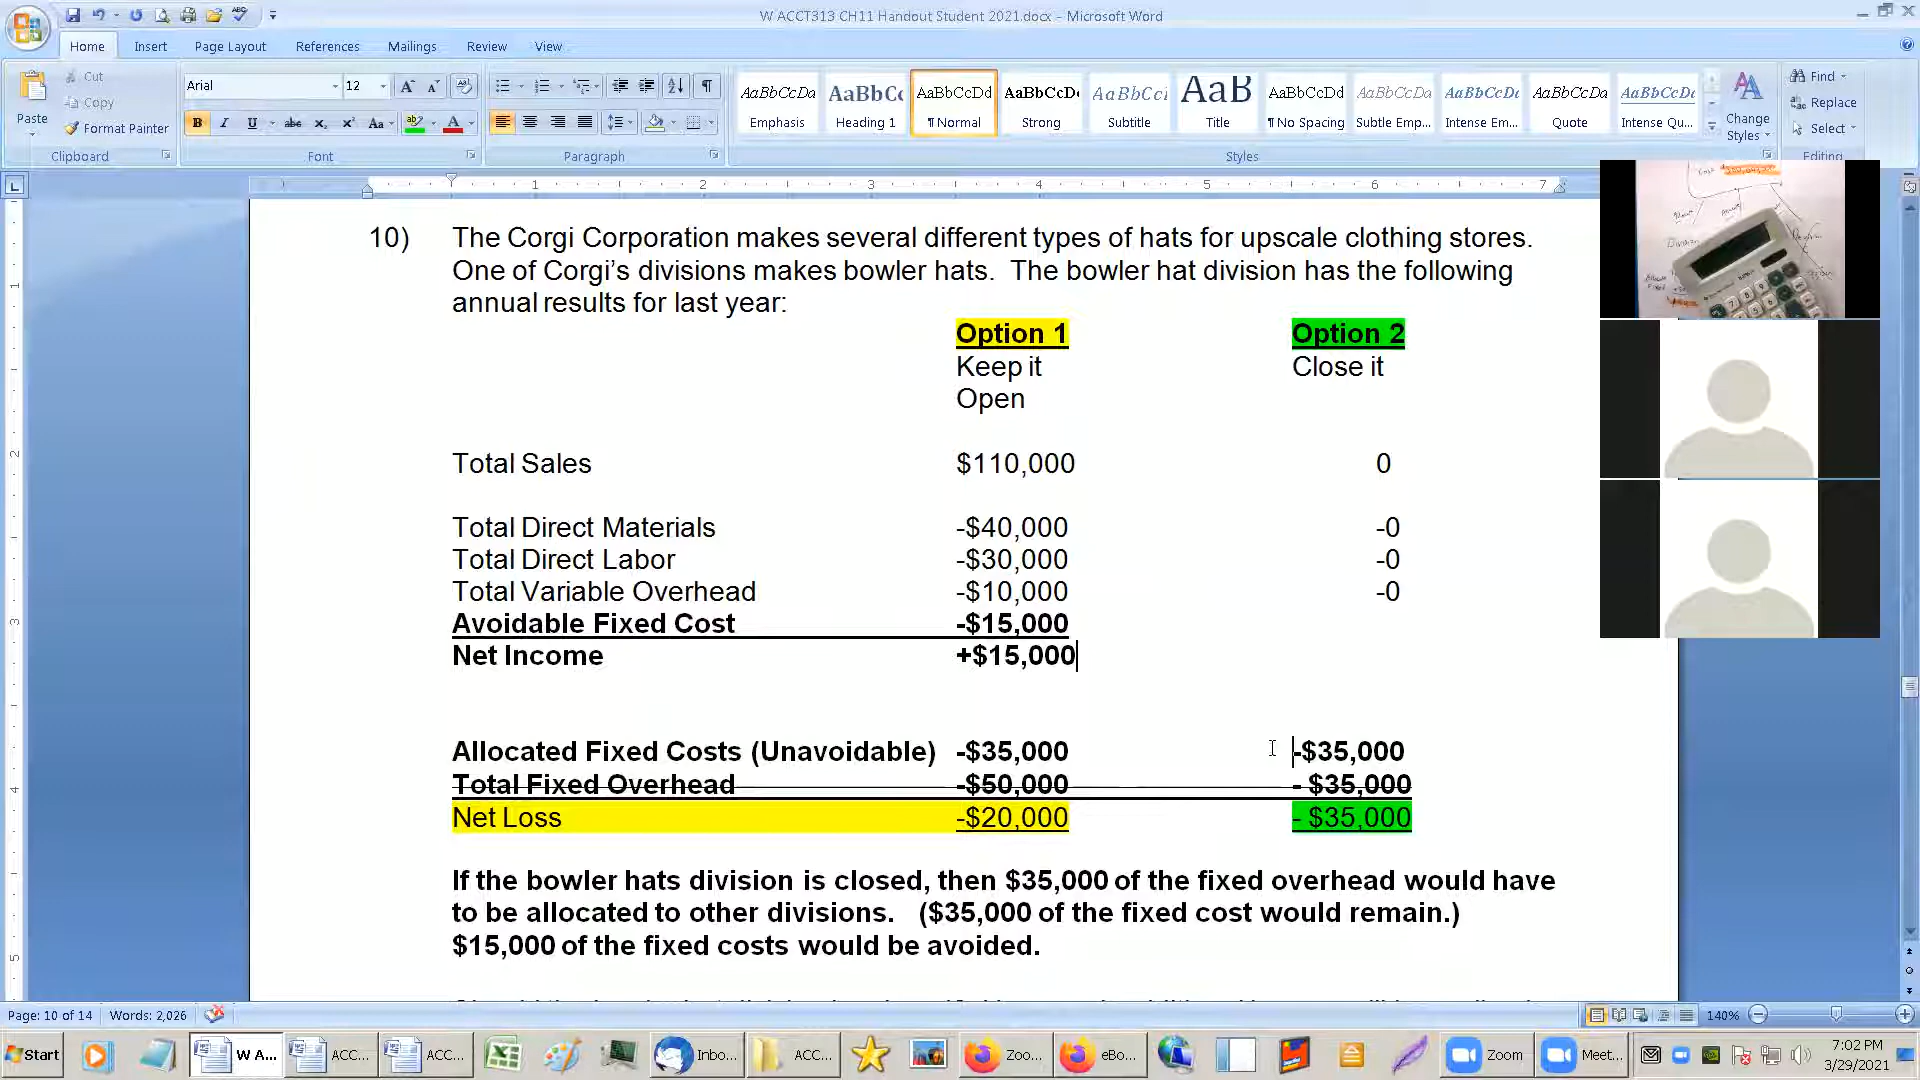 W ACCT313 CH11 Handout Student 2021.docx - Microsoft Word
Home Insert Page Layout References Mailings Review View
Paste Cut Copy Format Painter
Clipboard
Arial 12
Font
Paragraph
AaBbCcDa AaBbCc AaBbCcDd AaBbCcDc AaBbCcI AaB AaBbCcDd AaBbCcDa AaBbCcDc AaBbCcDa AaBbCcDc
Emphasis Heading 1 ¶ Normal Strong Subtitle Title ¶ No Spacing Subtle Emp... Intense Em... Quote Intense Qu...
Styles
Change Styles
Find
Replace
Select
Editing
1 2 3 4 5 6 7
10) The Corgi Corporation makes several different types of hats for upscale clothing stores.
One of Corgi's divisions makes bowler hats. The bowler hat division has the following
annual results for last year:
Option 1 Option 2
Keep it Close it
Open
Total Sales $110,000 0
Total Direct Materials -$40,000 -0
Total Direct Labor -$30,000 -0
Total Variable Overhead -$10,000 -0
Avoidable Fixed Cost -$15,000
Net Income +$15,000
Allocated Fixed Costs (Unavoidable) -$35,000 -$35,000
Total Fixed Overhead -$50,000 - $35,000
Net Loss -$20,000 - $35,000
If the bowler hats division is closed, then $35,000 of the fixed overhead would have
to be allocated to other divisions. ($35,000 of the fixed cost would remain.)
$15,000 of the fixed costs would be avoided.
Page: 10 of 14 Words: 2,026 140%
Start W A... ACC... ACC... Inbo... ACC... Zoo... eBo... Zoom Meet... 7:02 PM
3/29/2021